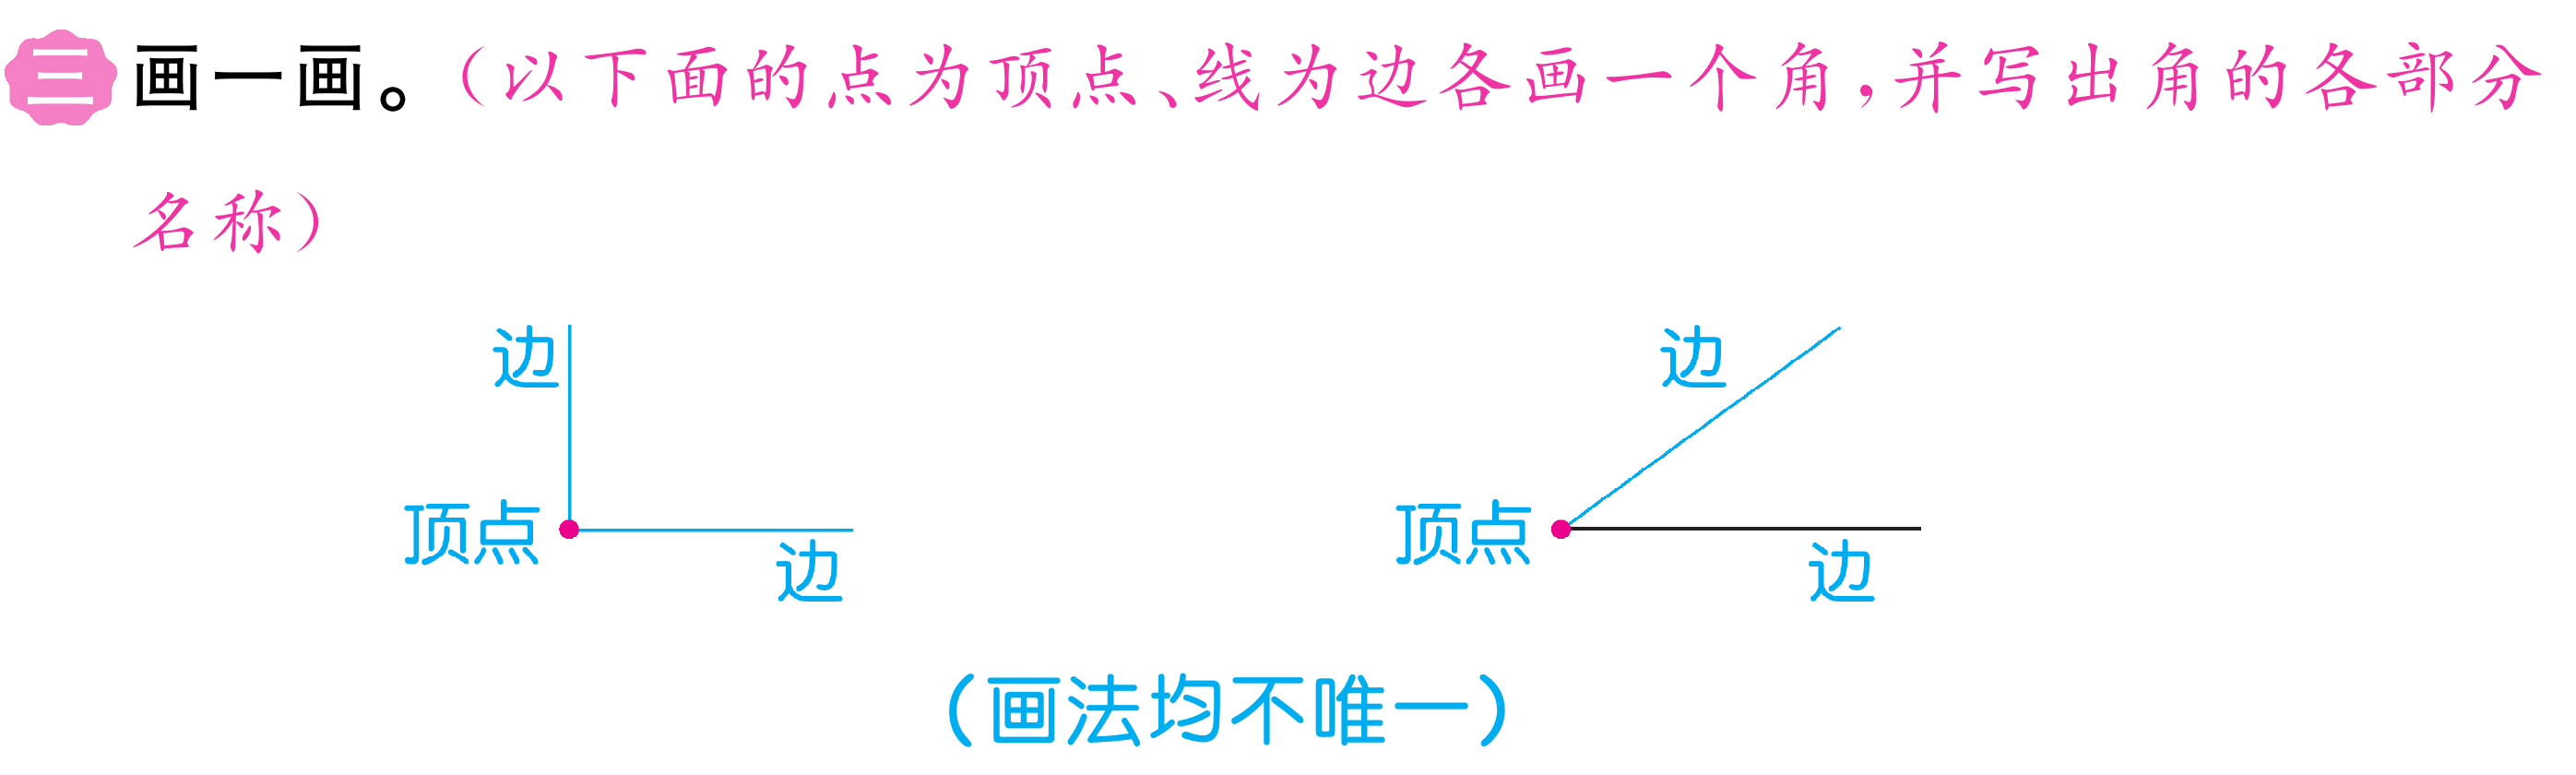 三 画一画。(以下面的点为顶点、线为边各画一个角,并写出角的各部分
名称)
边 边
顶点 顶点
边 边
(画法均不唯一)